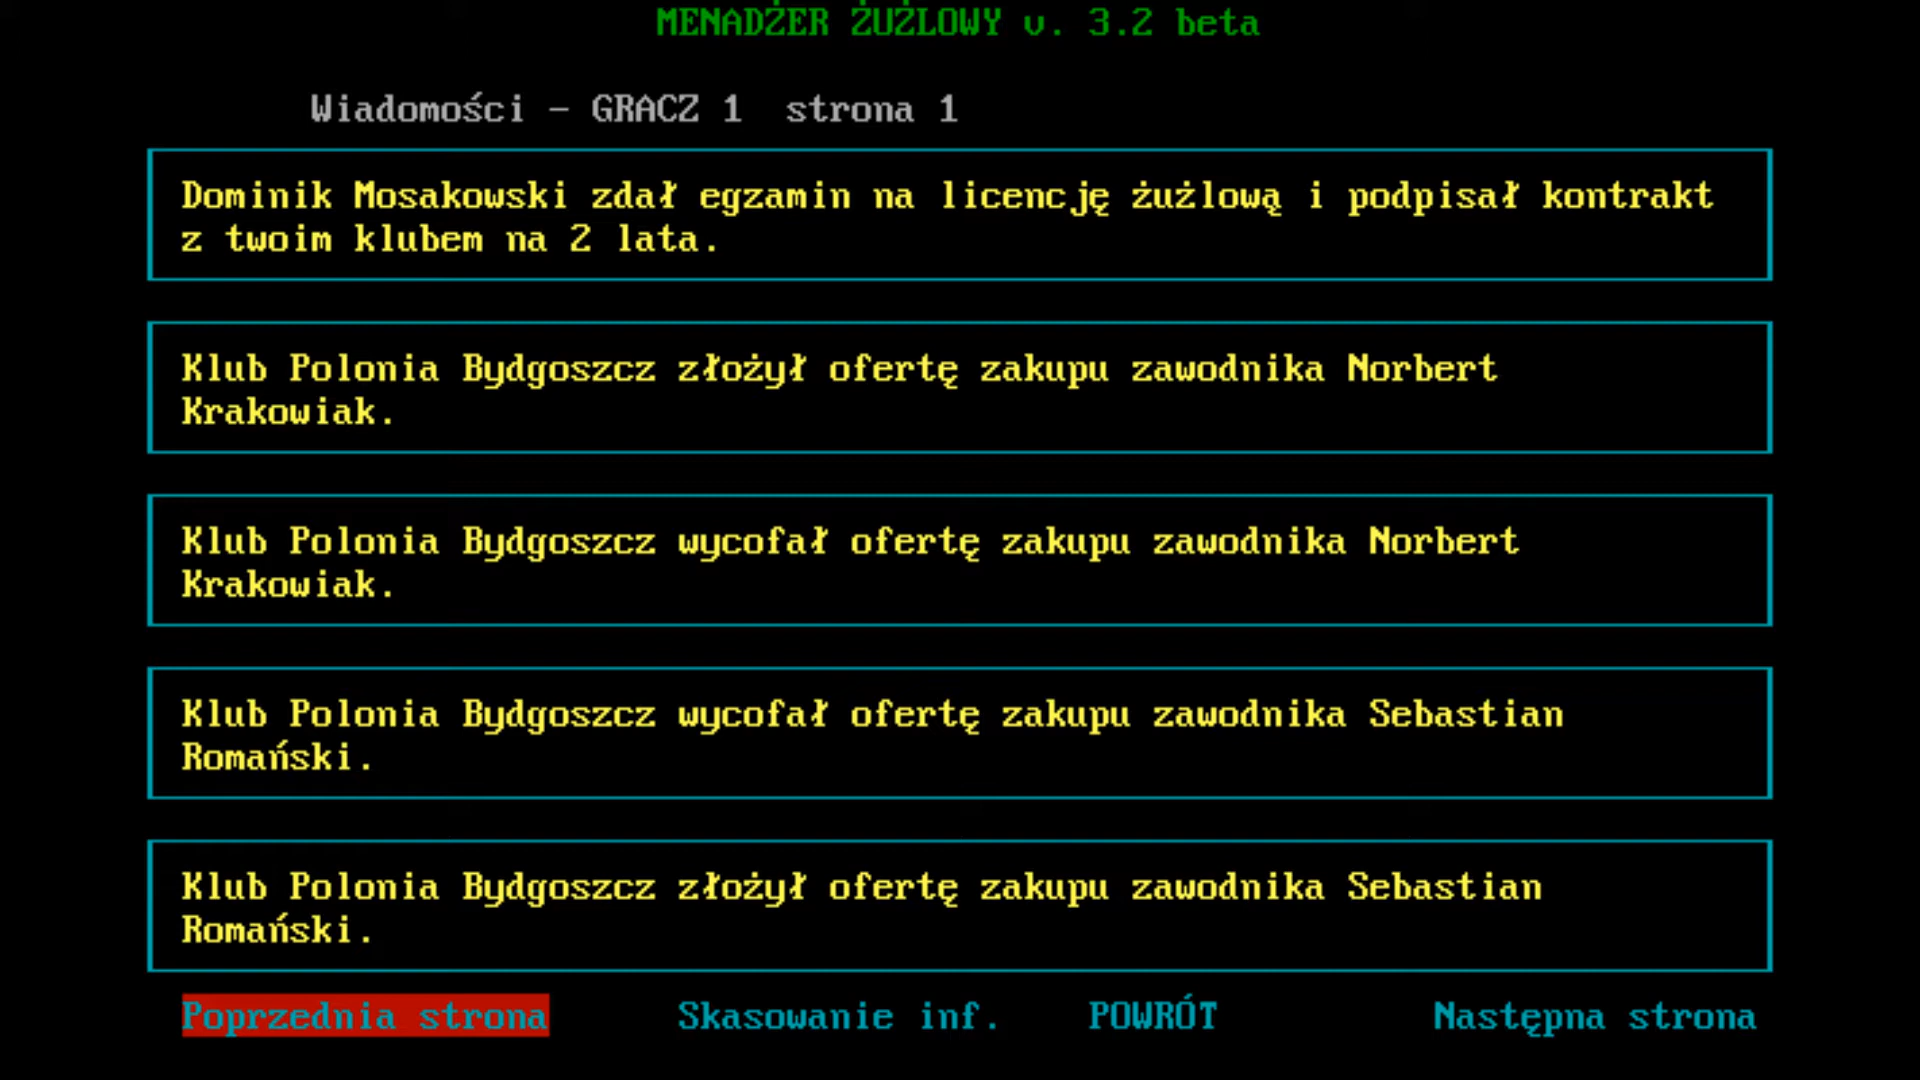 MENADŻER ŻUŻLOWY v. 3.2 beta
Wiadomości - GRACZ 1 strona 1
Dominik Mosakowski zdał egzamin na licencję żużlową i podpisał kontrakt
z twoim klubem na 2 lata.
Klub Polonia Bydgoszcz złożył ofertę zakupu zawodnika Norbert
Krakowiak.
Klub Polonia Bydgoszcz wycofał ofertę zakupu zawodnika Norbert
Krakowiak.
Klub Polonia Bydgoszcz wycofał ofertę zakupu zawodnika Sebastian
Romański.
Klub Polonia Bydgoszcz złożył ofertę zakupu zawodnika Sebastian
Romański.
Poprzednia strona Skasowanie inf. POWRÓT Następna strona